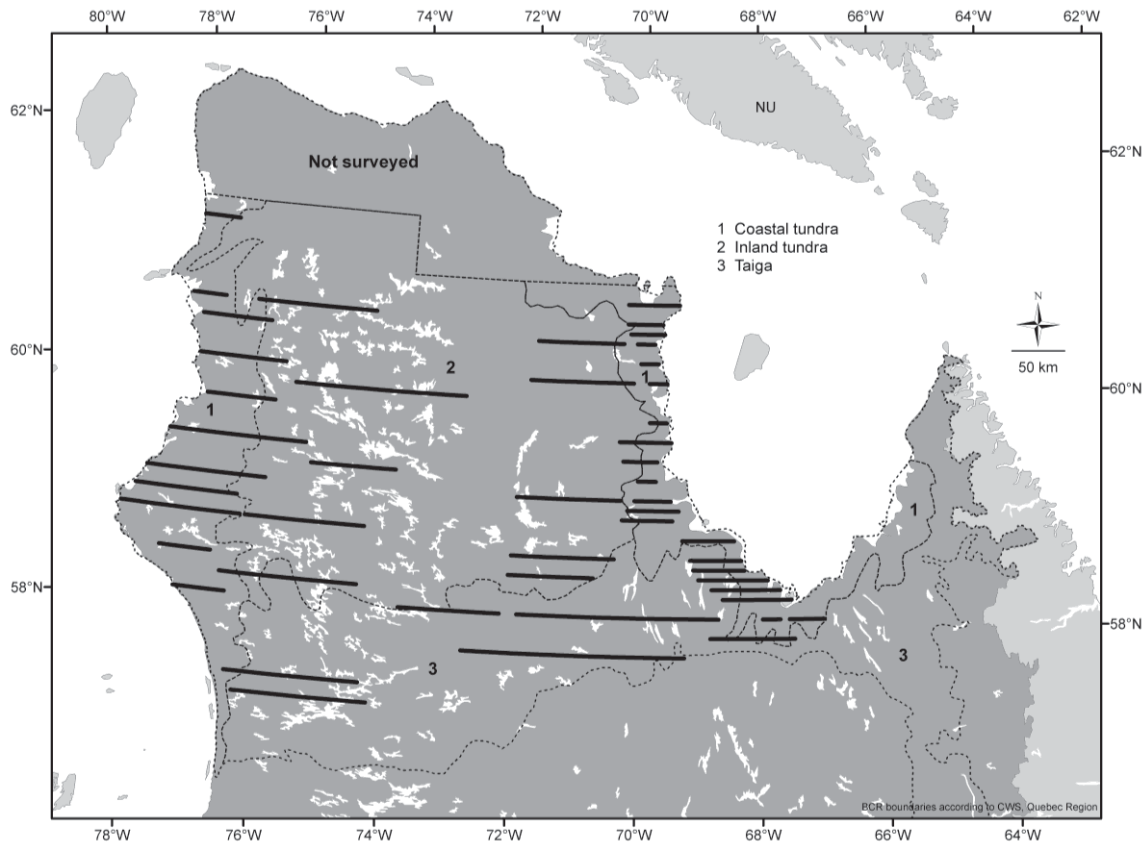 80°W 78°W 76°W 74°W 72°W 70°W 68°W 66°W 64°W 62°W
NU
62°N
62°N
Not surveyed
1 Coastal tundra
2 Inland tundra
3 Taiga
N
50 km
60°N
60°N
2
1
1
1
58°N
58°N
3
3
BCR boundaries according to CWS, Quebec Region
78°W 76°W 74°W 72°W 70°W 68°W 66°W 64°W